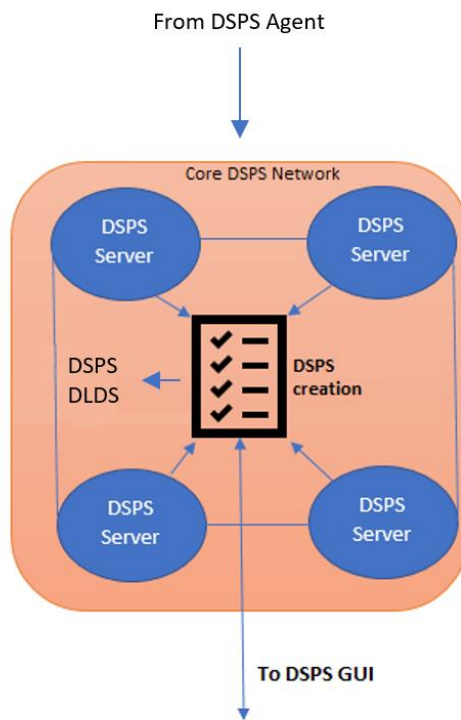 From DSPS Agent
Core DSPS Network
DSPS
Server
DSPS
Server
DSPS
DLDS
DSPS
creation
DSPS
Server
DSPS
Server
To DSPS GUI